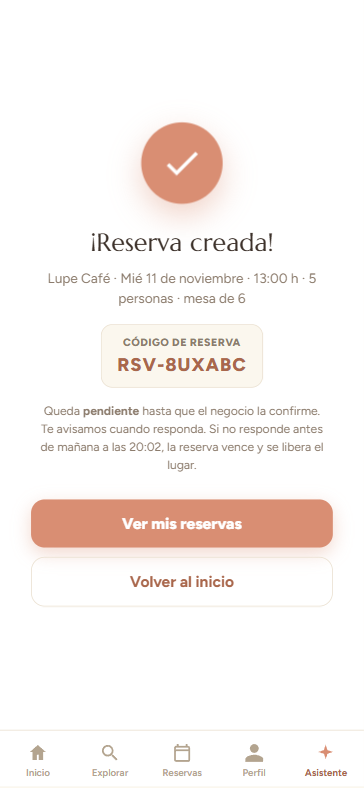 ¡Reserva creada!
Lupe Café · Mié 11 de noviembre · 13:00 h · 5
personas · mesa de 6
CÓDIGO DE RESERVA
RSV-8UXABC
Queda pendiente hasta que el negocio la confirme.
Te avisamos cuando responda. Si no responde antes
de mañana a las 20:02, la reserva vence y se libera el
lugar.
Ver mis reservas
Volver al inicio
Inicio
Explorar
Reservas
Perfil
Asistente